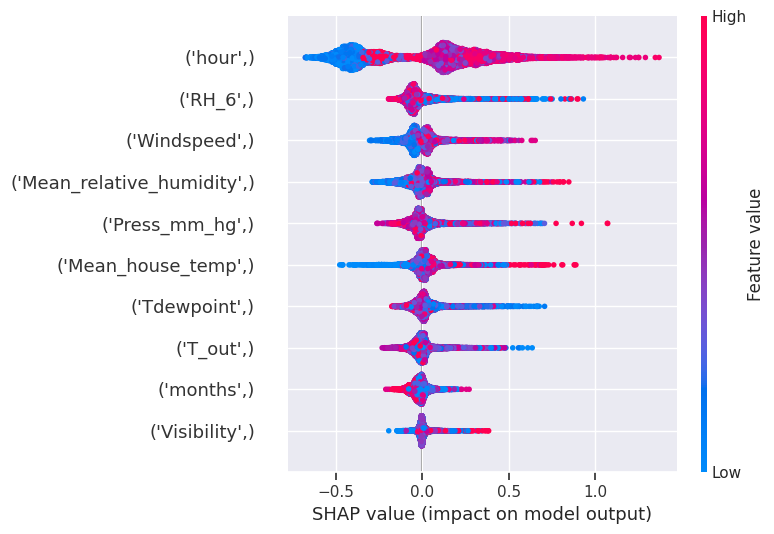 High
('hour',)
('RH_6',)
('Windspeed',)
('Mean_relative_humidity',)
('Press_mm_hg',)
('Mean_house_temp',)
('Tdewpoint',)
('T_out',)
('months',)
('Visibility',)
Feature value
Low
−0.5 0.0 0.5 1.0
SHAP value (impact on model output)